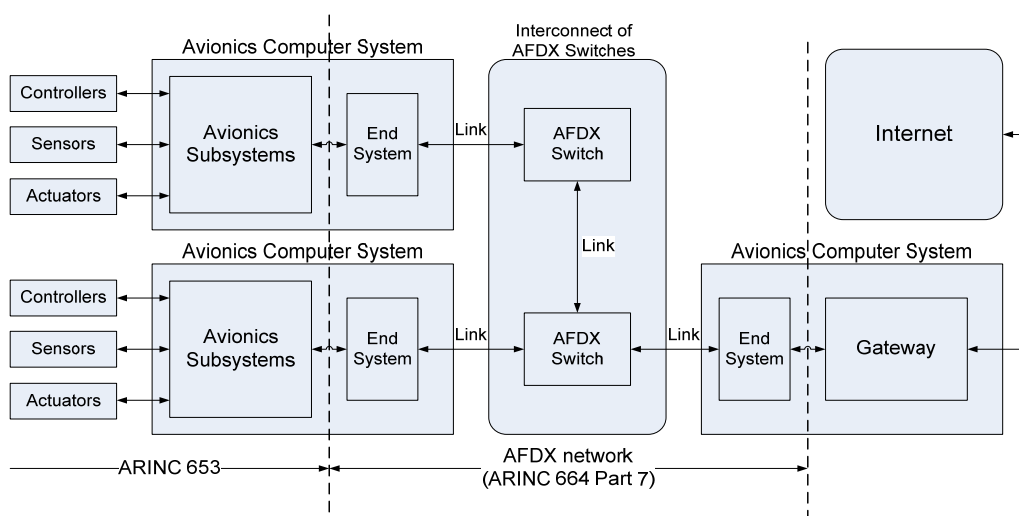 Interconnect of
AFDX Switches
Avionics Computer System
Controllers
Sensors
Actuators
Avionics
Subsystems
End
System
Link
AFDX
Switch
Internet
Link
Avionics Computer System
Controllers
Sensors
Actuators
Avionics
Subsystems
End
System
Link
AFDX
Switch
Link
Avionics Computer System
End
System
Gateway
ARINC 653
AFDX network
(ARINC 664 Part 7)